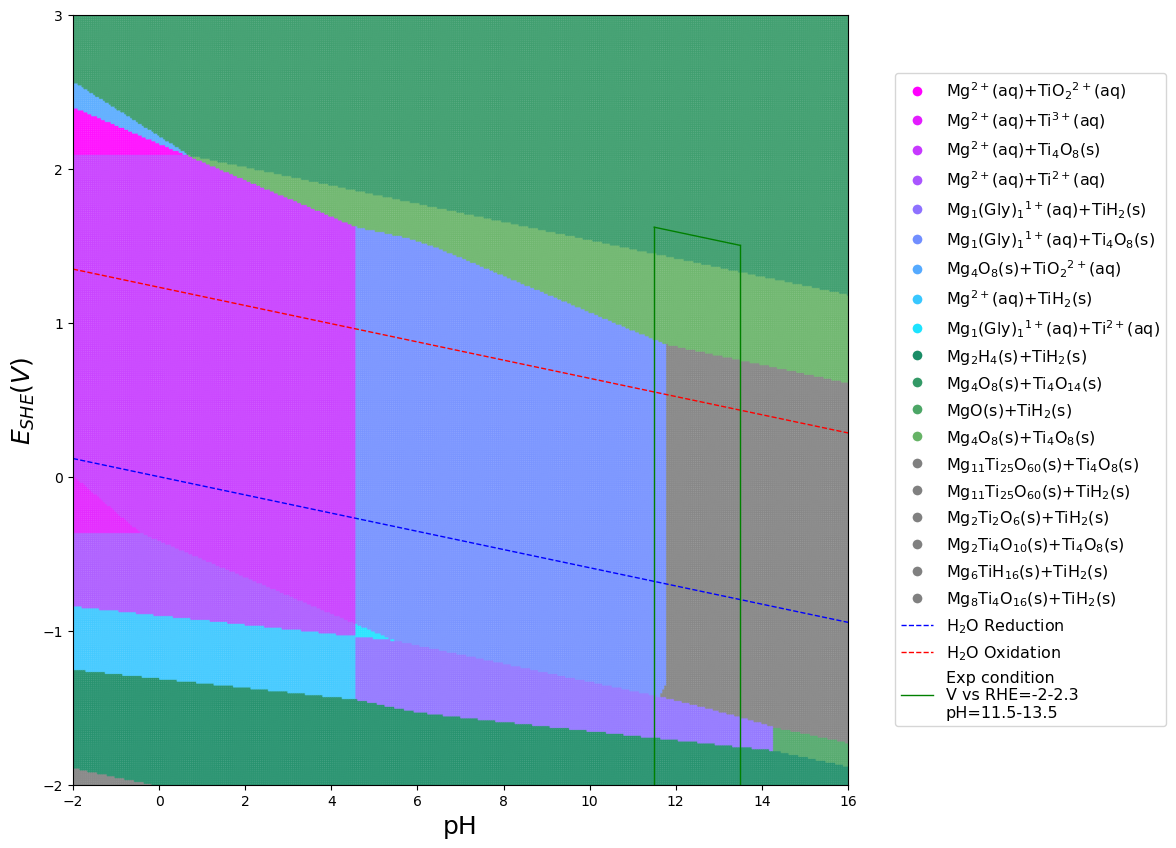 3
2
1
0
−1
−2
E_{SHE}(V)
−2 0 2 4 6 8 10 12 14 16
pH
Mg²⁺(aq)+TiO₂²⁺(aq)
Mg²⁺(aq)+Ti³⁺(aq)
Mg²⁺(aq)+Ti₄O₈(s)
Mg²⁺(aq)+Ti²⁺(aq)
Mg₁(Gly)₁¹⁺(aq)+TiH₂(s)
Mg₁(Gly)₁¹⁺(aq)+Ti₄O₈(s)
Mg₄O₈(s)+TiO₂²⁺(aq)
Mg²⁺(aq)+TiH₂(s)
Mg₁(Gly)₁¹⁺(aq)+Ti²⁺(aq)
Mg₂H₄(s)+TiH₂(s)
Mg₄O₈(s)+Ti₄O₁₄(s)
MgO(s)+TiH₂(s)
Mg₄O₈(s)+Ti₄O₈(s)
Mg₁₁Ti₂₅O₆₀(s)+Ti₄O₈(s)
Mg₁₁Ti₂₅O₆₀(s)+TiH₂(s)
Mg₂Ti₂O₆(s)+TiH₂(s)
Mg₂Ti₄O₁₀(s)+Ti₄O₈(s)
Mg₆TiH₁₆(s)+TiH₂(s)
Mg₈Ti₄O₁₆(s)+TiH₂(s)
H₂O Reduction
H₂O Oxidation
Exp condition
V vs RHE=-2-2.3
pH=11.5-13.5